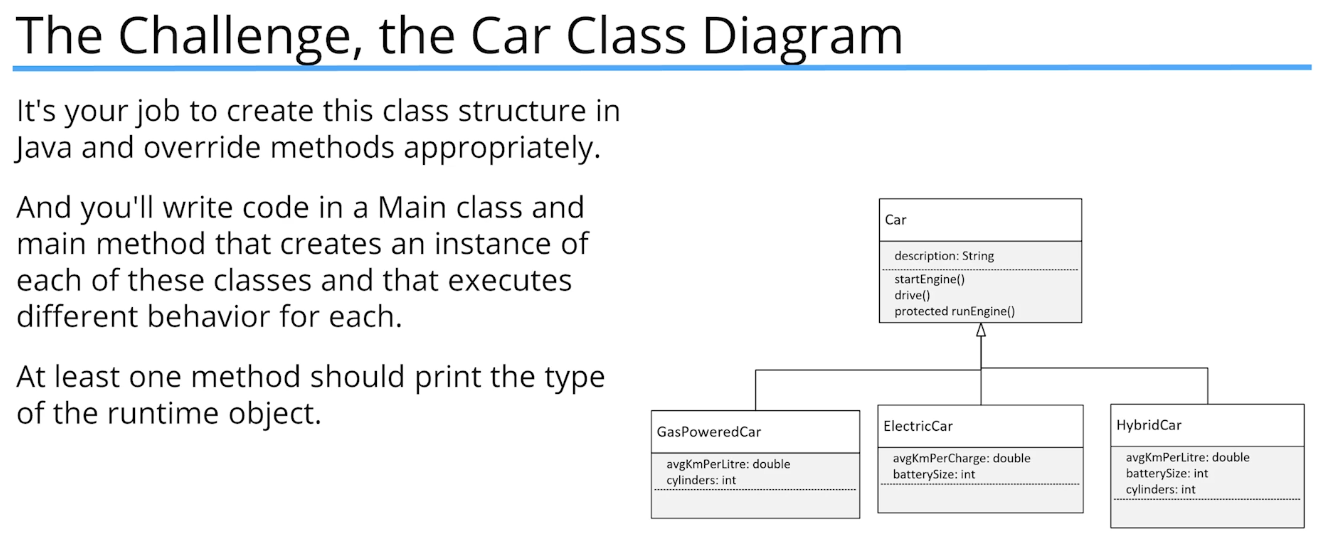 The Challenge, the Car Class Diagram
It's your job to create this class structure in
Java and override methods appropriately.
And you'll write code in a Main class and
main method that creates an instance of
each of these classes and that executes
different behavior for each.
At least one method should print the type
of the runtime object.
Car
description: String
startEngine()
drive()
protected runEngine()
GasPoweredCar
avgKmPerLitre: double
cylinders: int
ElectricCar
avgKmPerCharge: double
batterySize: int
HybridCar
avgKmPerLitre: double
batterySize: int
cylinders: int